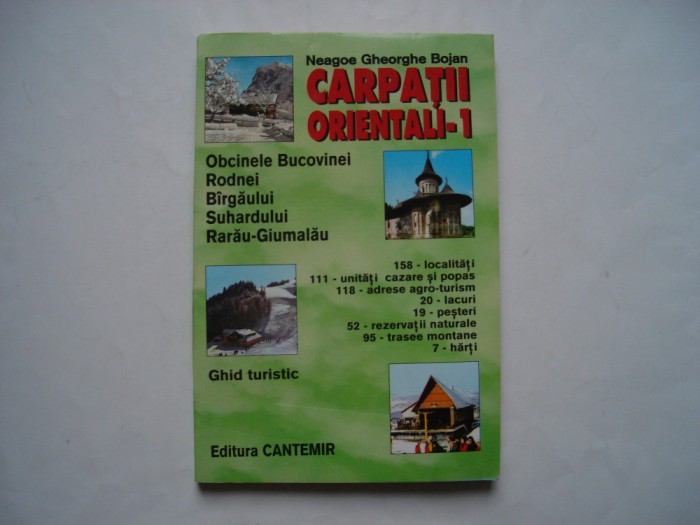 Neagoe Gheorghe Bojan
CARPAȚII
ORIENTALI-1
Obcinele Bucovinei
Rodnei
Bîrgăului
Suhardului
Rarău-Giumalău
158 - localități
111 - unități cazare și popas
118 - adrese agro-turism
20 - lacuri
19 - peșteri
52 - rezervații naturale
95 - trasee montane
7 - hărți
Ghid turistic
Editura CANTEMIR